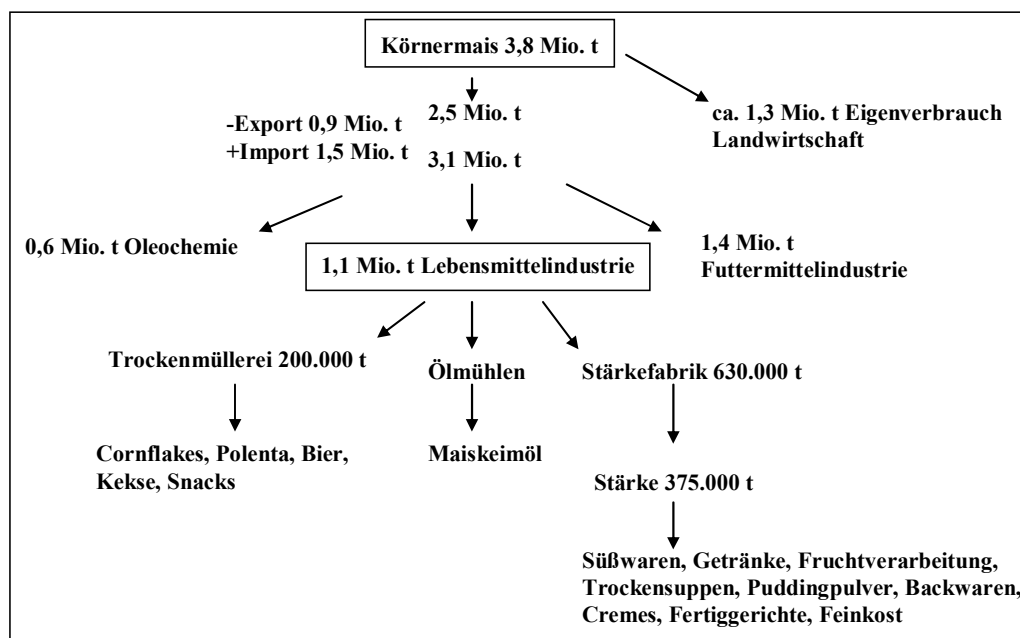 Körnermais 3,8 Mio. t
-Export 0,9 Mio. t
+Import 1,5 Mio. t
2,5 Mio. t
3,1 Mio. t
ca. 1,3 Mio. t Eigenverbrauch
Landwirtschaft
0,6 Mio. t Oleochemie
1,1 Mio. t Lebensmittelindustrie
1,4 Mio. t
Futtermittelindustrie
Trockenmüllerei 200.000 t
Ölmühlen
Stärkefabrik 630.000 t
Cornflakes, Polenta, Bier,
Kekse, Snacks
Maiskeimöl
Stärke 375.000 t
Süßwaren, Getränke, Fruchtverarbeitung,
Trockensuppen, Puddingpulver, Backwaren,
Cremes, Fertiggerichte, Feinkost